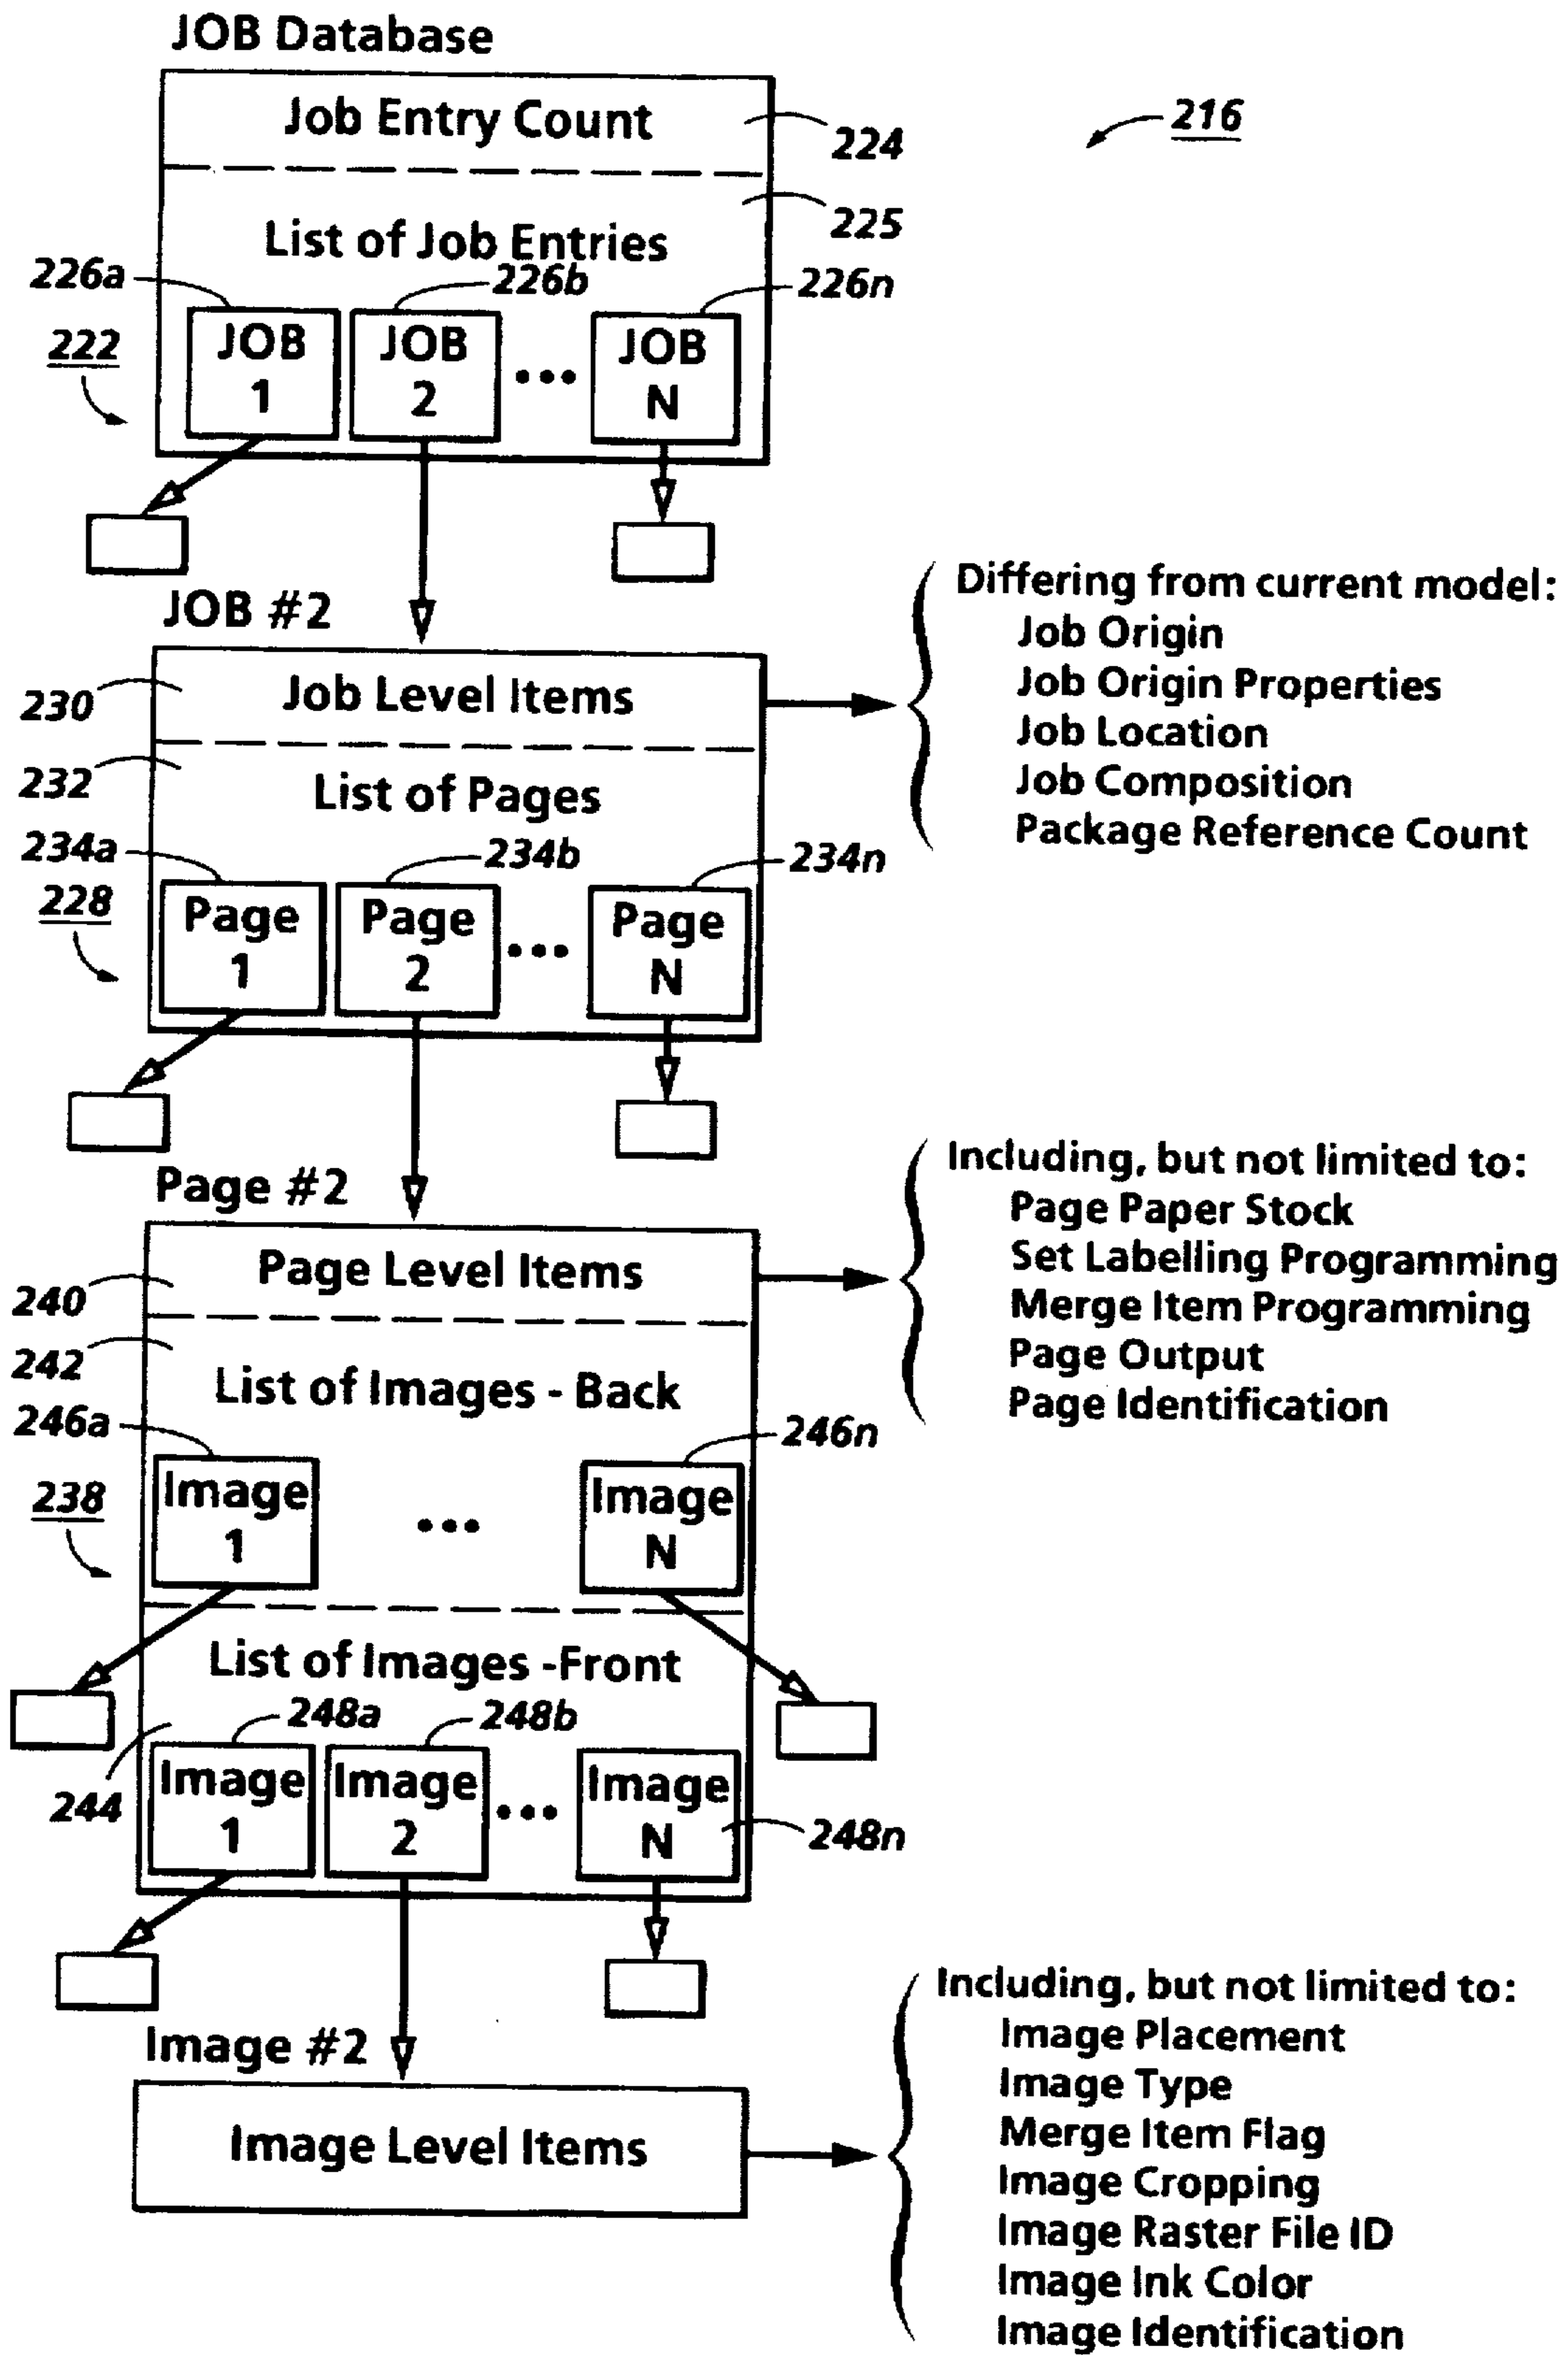 JOB Database
Job Entry Count
224
216
225
List of Job Entries
226a
226b
226n
JOB
1
JOB
2
•••
JOB
N
222
JOB #2
Job Level Items
230
232
List of Pages
234a
234b
234n
228
Page
1
Page
2
•••
Page
N
Differing from current model:
Job Origin
Job Origin Properties
Job Location
Job Composition
Package Reference Count
Page #2
Page Level Items
240
242
List of Images - Back
246a
246n
238
Image
1
•••
Image
N
List of Images -Front
248a
248b
244
Image
1
Image
2
•••
Image
N
248n
Including, but not limited to:
Page Paper Stock
Set Labelling Programming
Merge Item Programming
Page Output
Page Identification
Image #2
Image Level Items
Including, but not limited to:
Image Placement
Image Type
Merge Item Flag
Image Cropping
Image Raster File ID
Image Ink Color
Image Identification